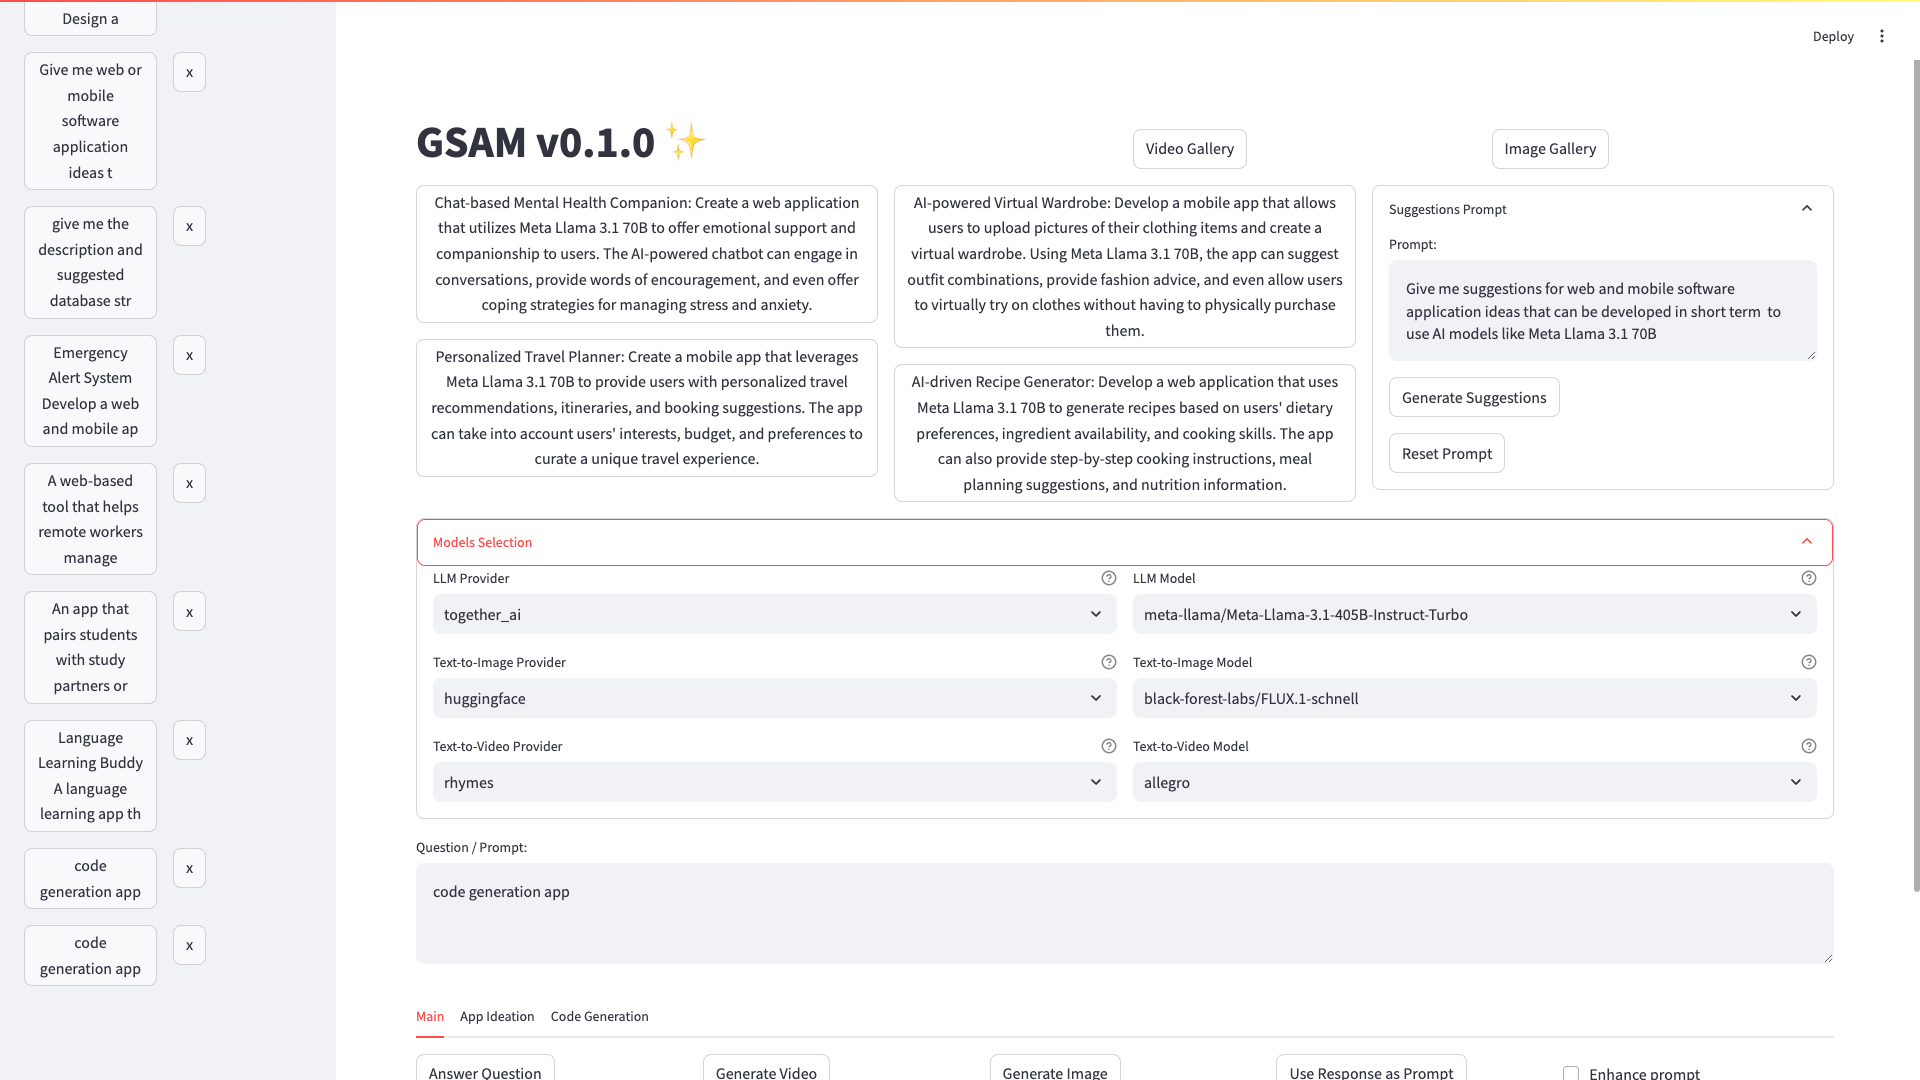 Design a
Give me web or
mobile
software
application
ideas t
x
give me the
description and
suggested
database str
x
Emergency
Alert System
Develop a web
and mobile ap
x
A web-based
tool that helps
remote workers
manage
x
An app that
pairs students
with study
partners or
x
Language
Learning Buddy
A language
learning app th
x
code
generation app
x
code
generation app
x
Deploy
GSAM v0.1.0 ✨
Video Gallery
Image Gallery
Chat-based Mental Health Companion: Create a web application
that utilizes Meta Llama 3.1 70B to offer emotional support and
companionship to users. The AI-powered chatbot can engage in
conversations, provide words of encouragement, and even offer
coping strategies for managing stress and anxiety.
Personalized Travel Planner: Create a mobile app that leverages
Meta Llama 3.1 70B to provide users with personalized travel
recommendations, itineraries, and booking suggestions. The app
can take into account users' interests, budget, and preferences to
curate a unique travel experience.
AI-powered Virtual Wardrobe: Develop a mobile app that allows
users to upload pictures of their clothing items and create a
virtual wardrobe. Using Meta Llama 3.1 70B, the app can suggest
outfit combinations, provide fashion advice, and even allow users
to virtually try on clothes without having to physically purchase
them.
AI-driven Recipe Generator: Develop a web application that uses
Meta Llama 3.1 70B to generate recipes based on users' dietary
preferences, ingredient availability, and cooking skills. The app
can also provide step-by-step cooking instructions, meal
planning suggestions, and nutrition information.
Suggestions Prompt
Prompt:
Give me suggestions for web and mobile software
application ideas that can be developed in short term  to
use AI models like Meta Llama 3.1 70B
Generate Suggestions
Reset Prompt
Models Selection
LLM Provider
together_ai
LLM Model
meta-llama/Meta-Llama-3.1-405B-Instruct-Turbo
Text-to-Image Provider
huggingface
Text-to-Image Model
black-forest-labs/FLUX.1-schnell
Text-to-Video Provider
rhymes
Text-to-Video Model
allegro
Question / Prompt:
code generation app
Main
App Ideation
Code Generation
Answer Question
Generate Video
Generate Image
Use Response as Prompt
Enhance prompt